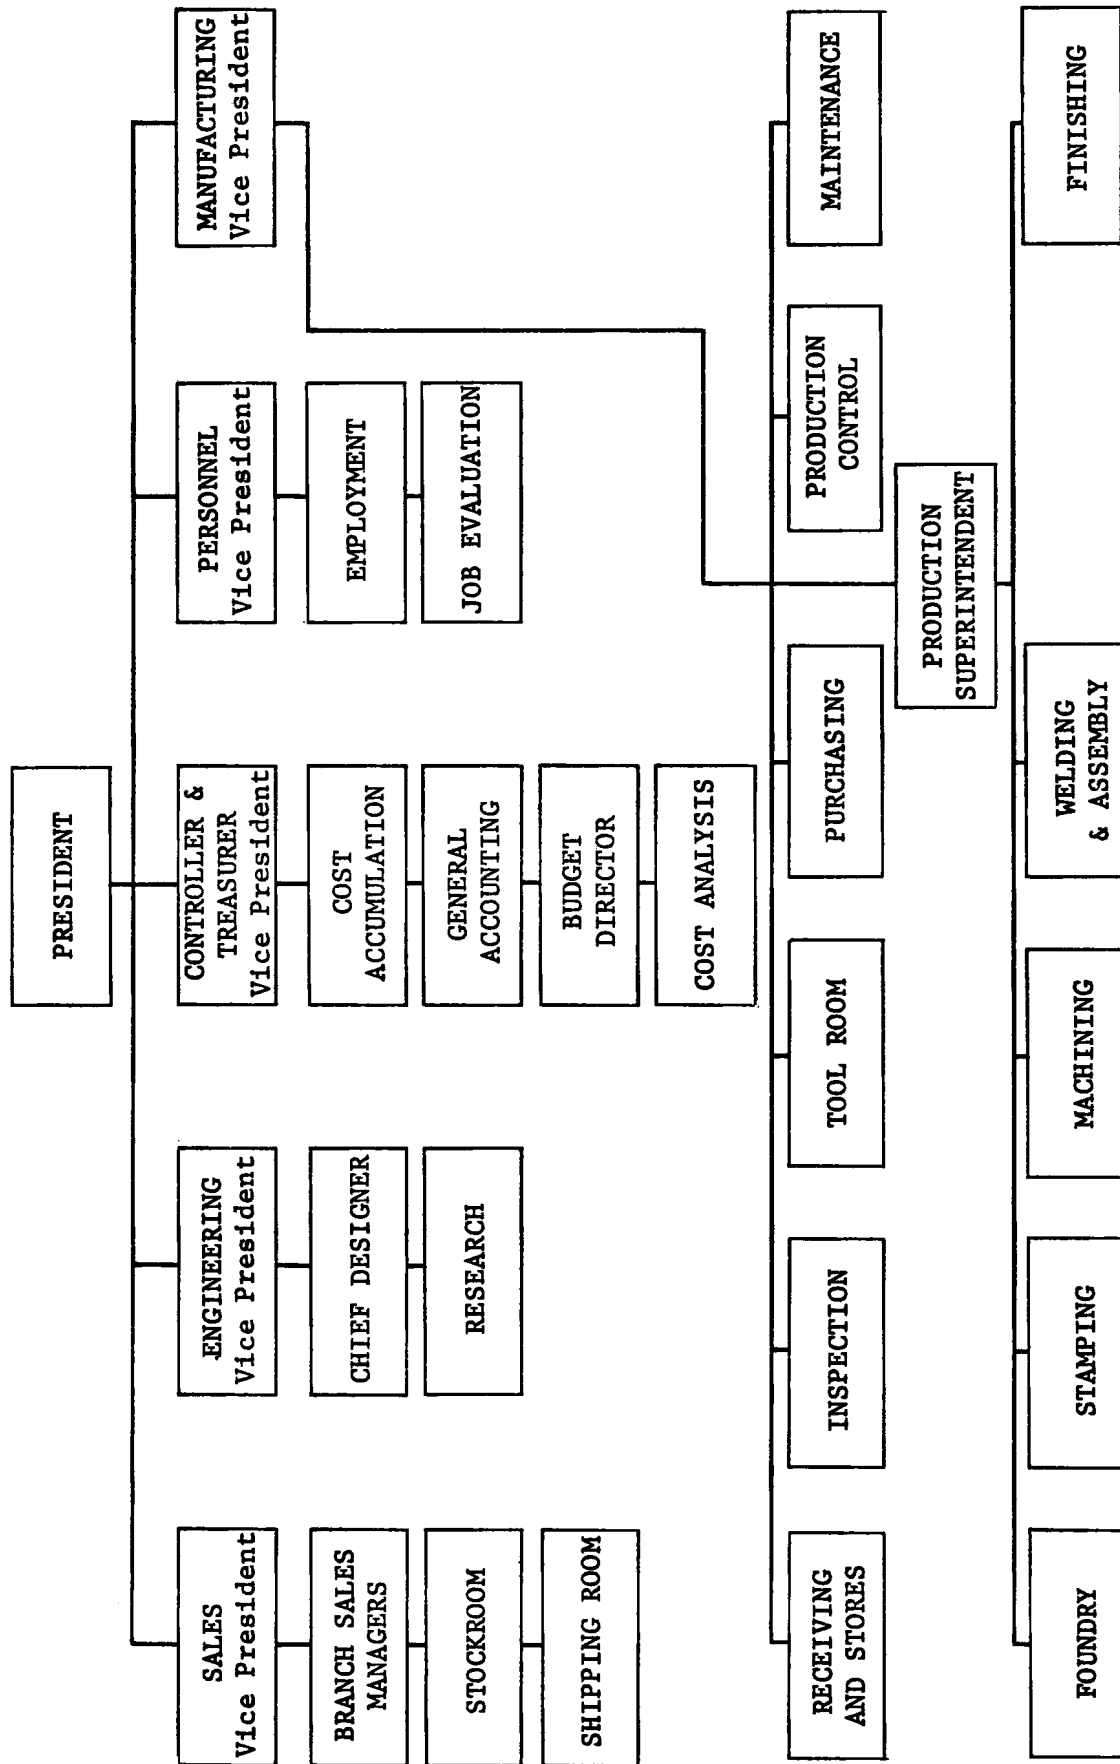 PRESIDENT
SALES
Vice President
ENGINEERING
Vice President
CONTROLLER &
TREASURER
Vice President
PERSONNEL
Vice President
MANUFACTURING
Vice President
BRANCH SALES
MANAGERS
STOCKROOM
SHIPPING ROOM
CHIEF DESIGNER
RESEARCH
COST
ACCUMULATION
GENERAL
ACCOUNTING
BUDGET
DIRECTOR
COST ANALYSIS
EMPLOYMENT
JOB EVALUATION
RECEIVING
AND STORES
INSPECTION
TOOL ROOM
PURCHASING
PRODUCTION
CONTROL
MAINTENANCE
PRODUCTION
SUPERINTENDENT
FOUNDRY
STAMPING
MACHINING
WELDING
& ASSEMBLY
FINISHING